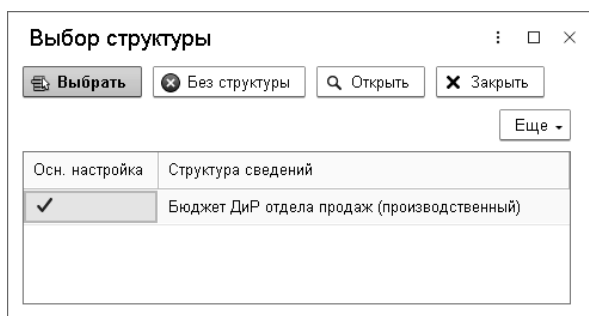 Выбор структуры
Выбрать Без структуры Открыть Закрыть
Еще
Осн. настройка Структура сведений
Бюджет ДиР отдела продаж (производственный)